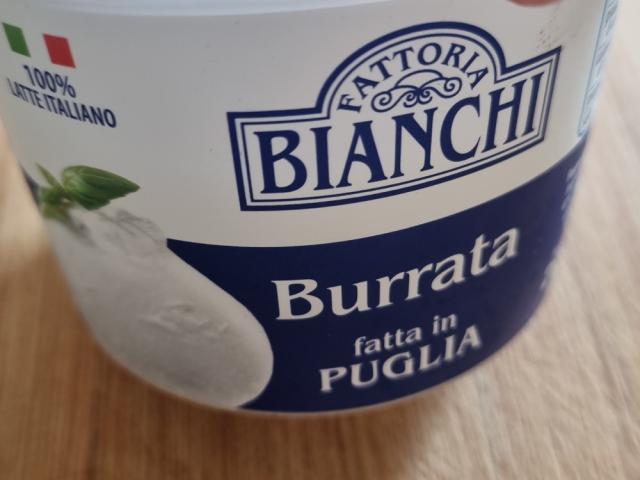 100%
LATTE ITALIANO
FATTORIA
BIANCHI
Burrata
fatta in
PUGLIA